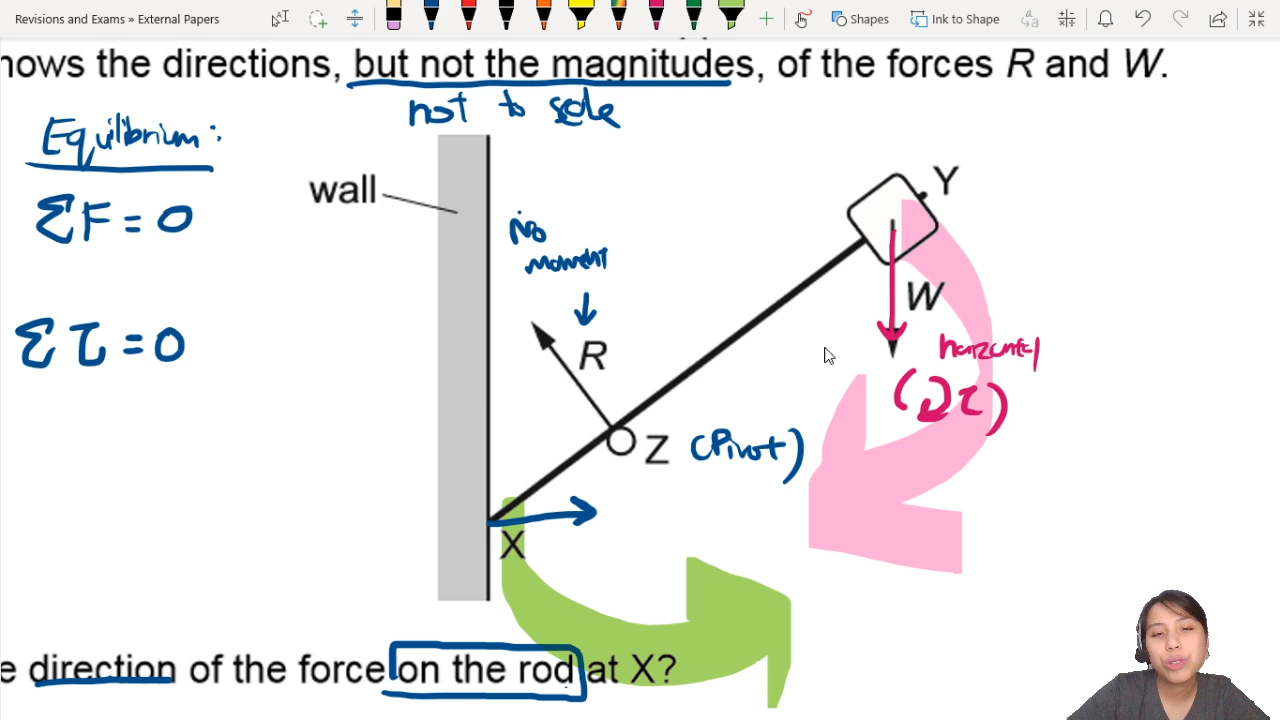 Revisions and Exams » External Papers
Shapes
Ink to Shape
hows the directions, but not the magnitudes, of the forces R and W.
not to scale
Equilibrium:
ΣF = 0
Στ = 0
wall
No
moment
R
Y
W
horizontal
(τ)
Z (Pivot)
X
e direction of the force on the rod at X?